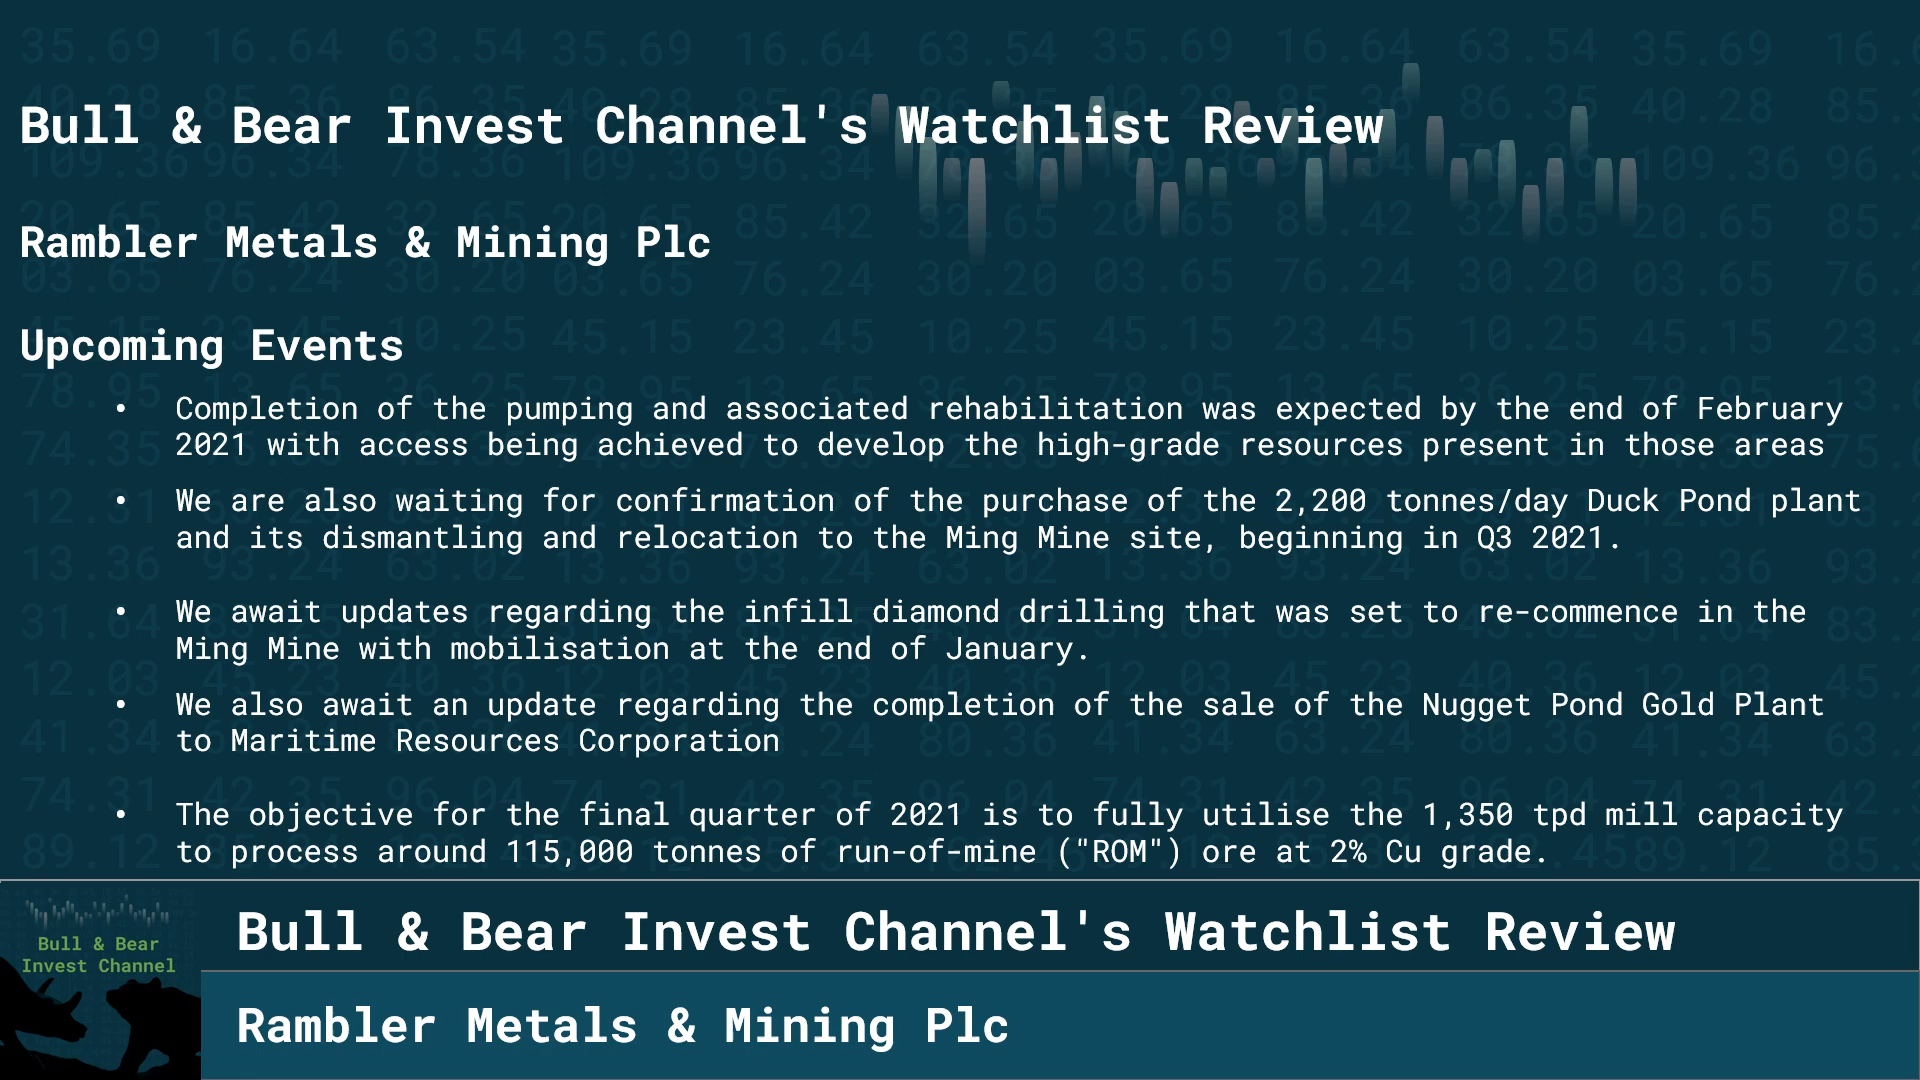 Bull & Bear Invest Channel's Watchlist Review
Rambler Metals & Mining Plc
Upcoming Events
• Completion of the pumping and associated rehabilitation was expected by the end of February
2021 with access being achieved to develop the high-grade resources present in those areas
• We are also waiting for confirmation of the purchase of the 2,200 tonnes/day Duck Pond plant
and its dismantling and relocation to the Ming Mine site, beginning in Q3 2021.
• We await updates regarding the infill diamond drilling that was set to re-commence in the
Ming Mine with mobilisation at the end of January.
• We also await an update regarding the completion of the sale of the Nugget Pond Gold Plant
to Maritime Resources Corporation
• The objective for the final quarter of 2021 is to fully utilise the 1,350 tpd mill capacity
to process around 115,000 tonnes of run-of-mine ("ROM") ore at 2% Cu grade.
Bull & Bear
Invest Channel
Bull & Bear Invest Channel's Watchlist Review
Rambler Metals & Mining Plc